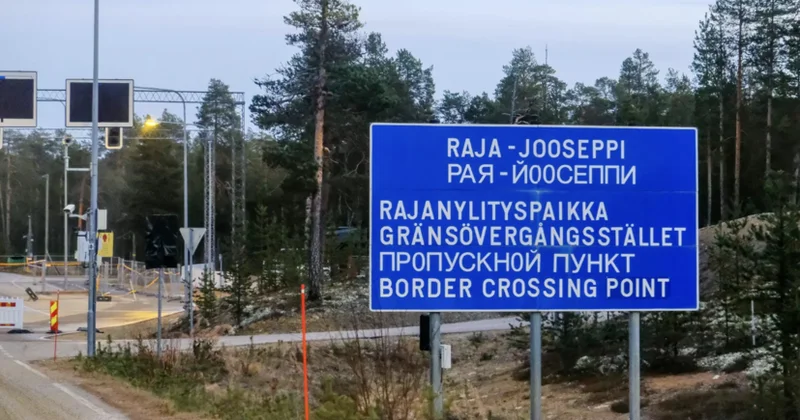 RAJA-JOOSEPPI
РАЯ-ЙООСЕППИ
RAJANYLITYSPAIKKA
GRÄNSÖVERGÅNGSSTÄLLET
ПРОПУСКНОЙ ПУНКТ
BORDER CROSSING POINT